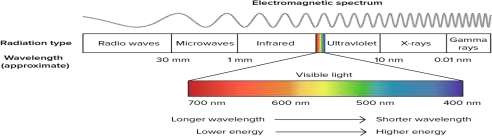 Electromagnetic spectrum
Radiation type Radio waves Microwaves Infrared Ultraviolet X-rays Gamma rays
Wavelength (approximate) 30 mm 1 mm 10 nm 0.01 nm
Visible light
700 nm 600 nm 500 nm 400 nm
Longer wavelength Shorter wavelength
Lower energy Higher energy